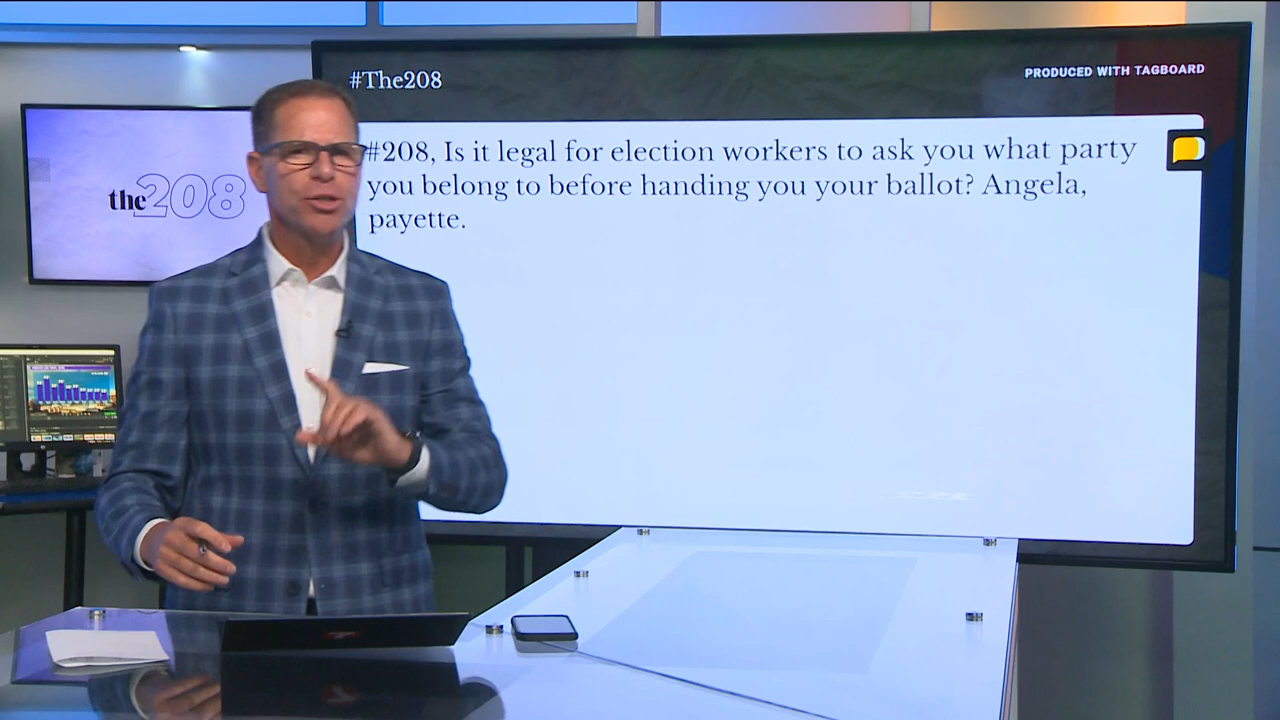 #The208
PRODUCED WITH TAGBOARD
the208
#208, Is it legal for election workers to ask you what party
you belong to before handing you your ballot? Angela,
payette.